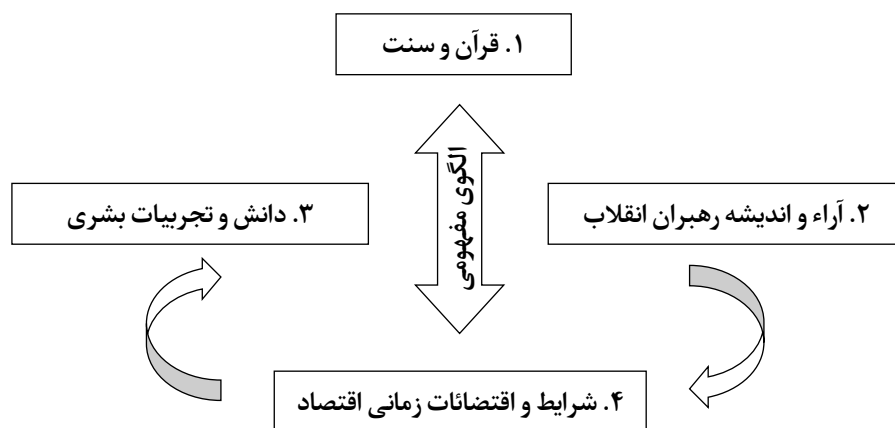 ۱. قرآن و سنت
الگوی مفهومی
۲. آراء و اندیشه رهبران انقلاب
۳. دانش و تجربیات بشری
۴. شرایط و اقتضائات زمانی اقتصاد